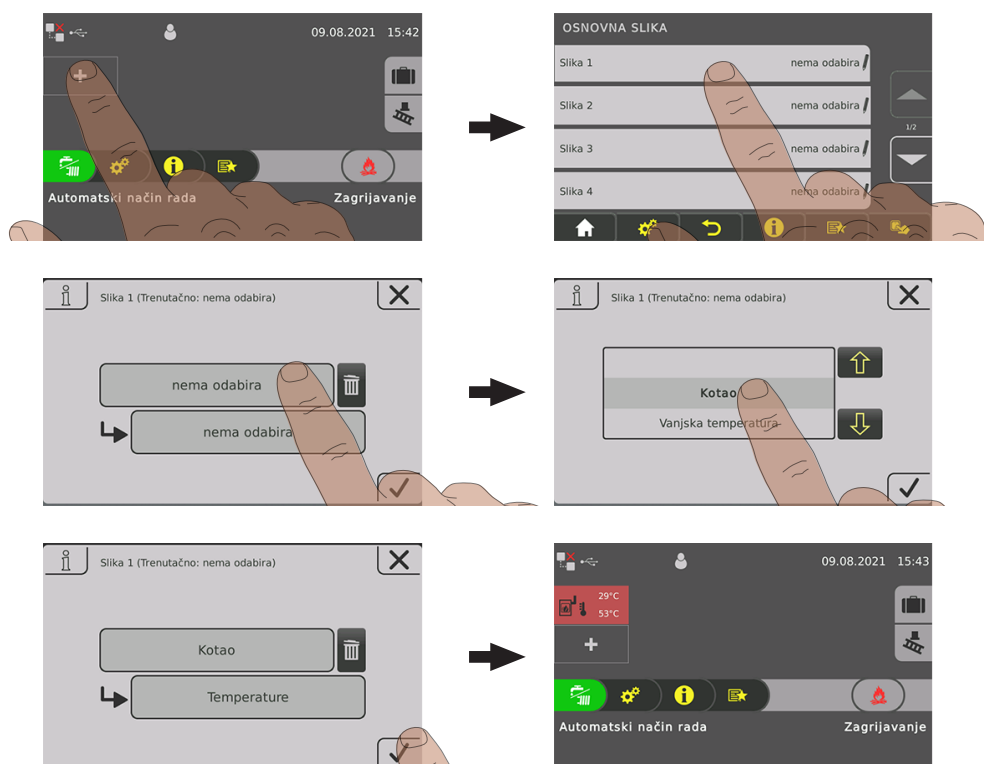 09.08.2021 15:42
+
Automatski način rada
Zagrijavanje
OSNOVNA SLIKA
Slika 1 nema odabira
Slika 2 nema odabira
1/2
Slika 3 nema odabira
Slika 4 nema odabira
Slika 1 (Trenutačno: nema odabira)
nema odabira
nema odabira
Slika 1 (Trenutačno: nema odabira)
Kotao
Vanjska temperatura
Slika 1 (Trenutačno: nema odabira)
Kotao
Temperature
09.08.2021 15:43
29°C
53°C
+
Automatski način rada
Zagrijavanje